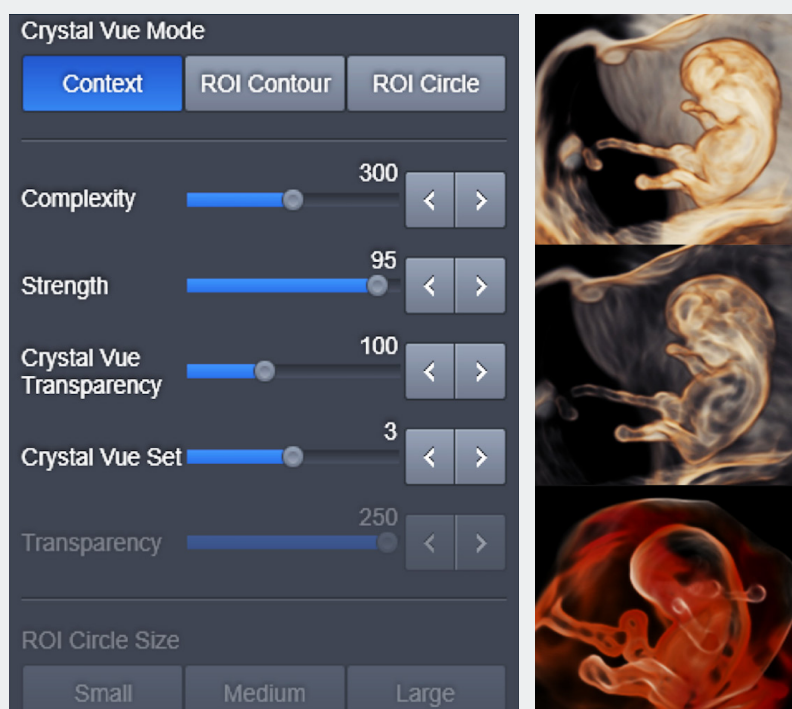 Crystal Vue Mode
Context ROI Contour ROI Circle
300
Complexity
95
Strength
100
Crystal Vue
Transparency
3
Crystal Vue Set
250
Transparency
ROI Circle Size
Small Medium Large